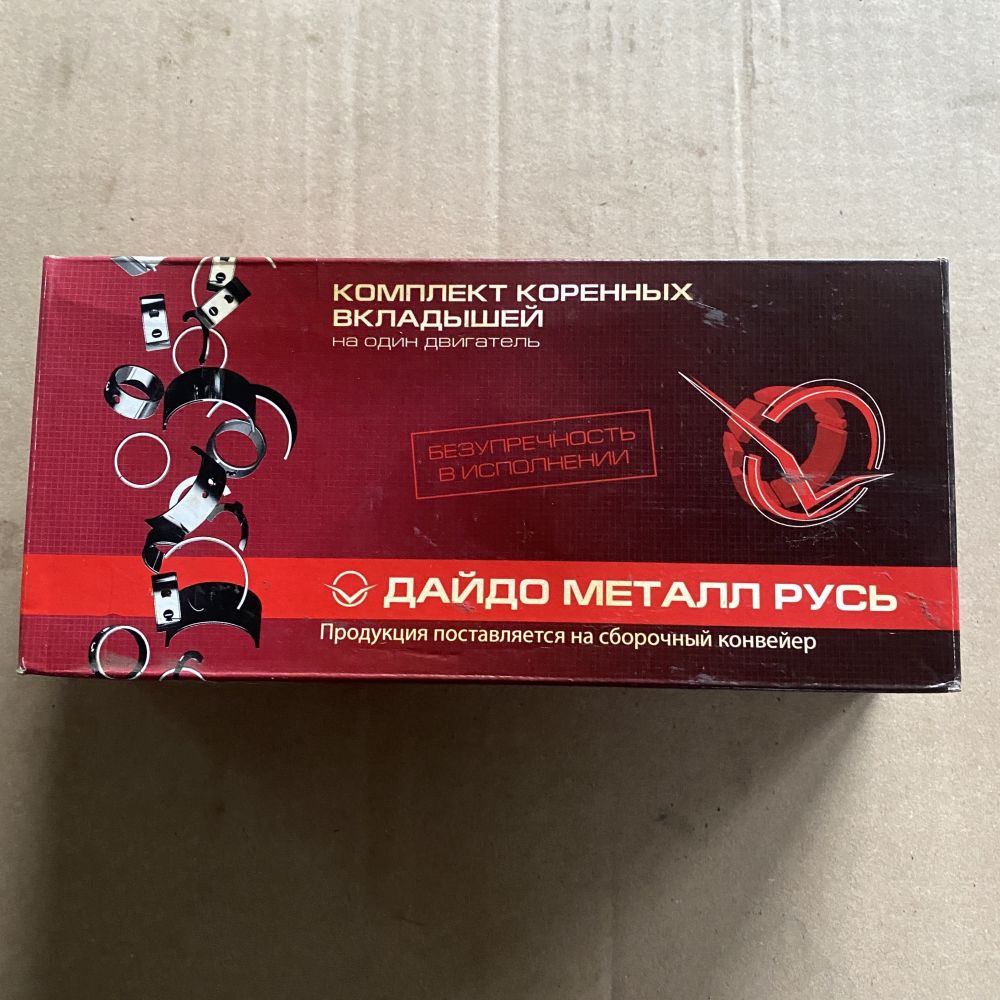 КОМПЛЕКТ КОРЕННЫХ
ВКЛАДЫШЕЙ
на один двигатель
БЕЗУПРЕЧНОСТЬ
В ИСПОЛНЕНИИ
ДАЙДО МЕТАЛЛ РУСЬ
Продукция поставляется на сборочный конвейер